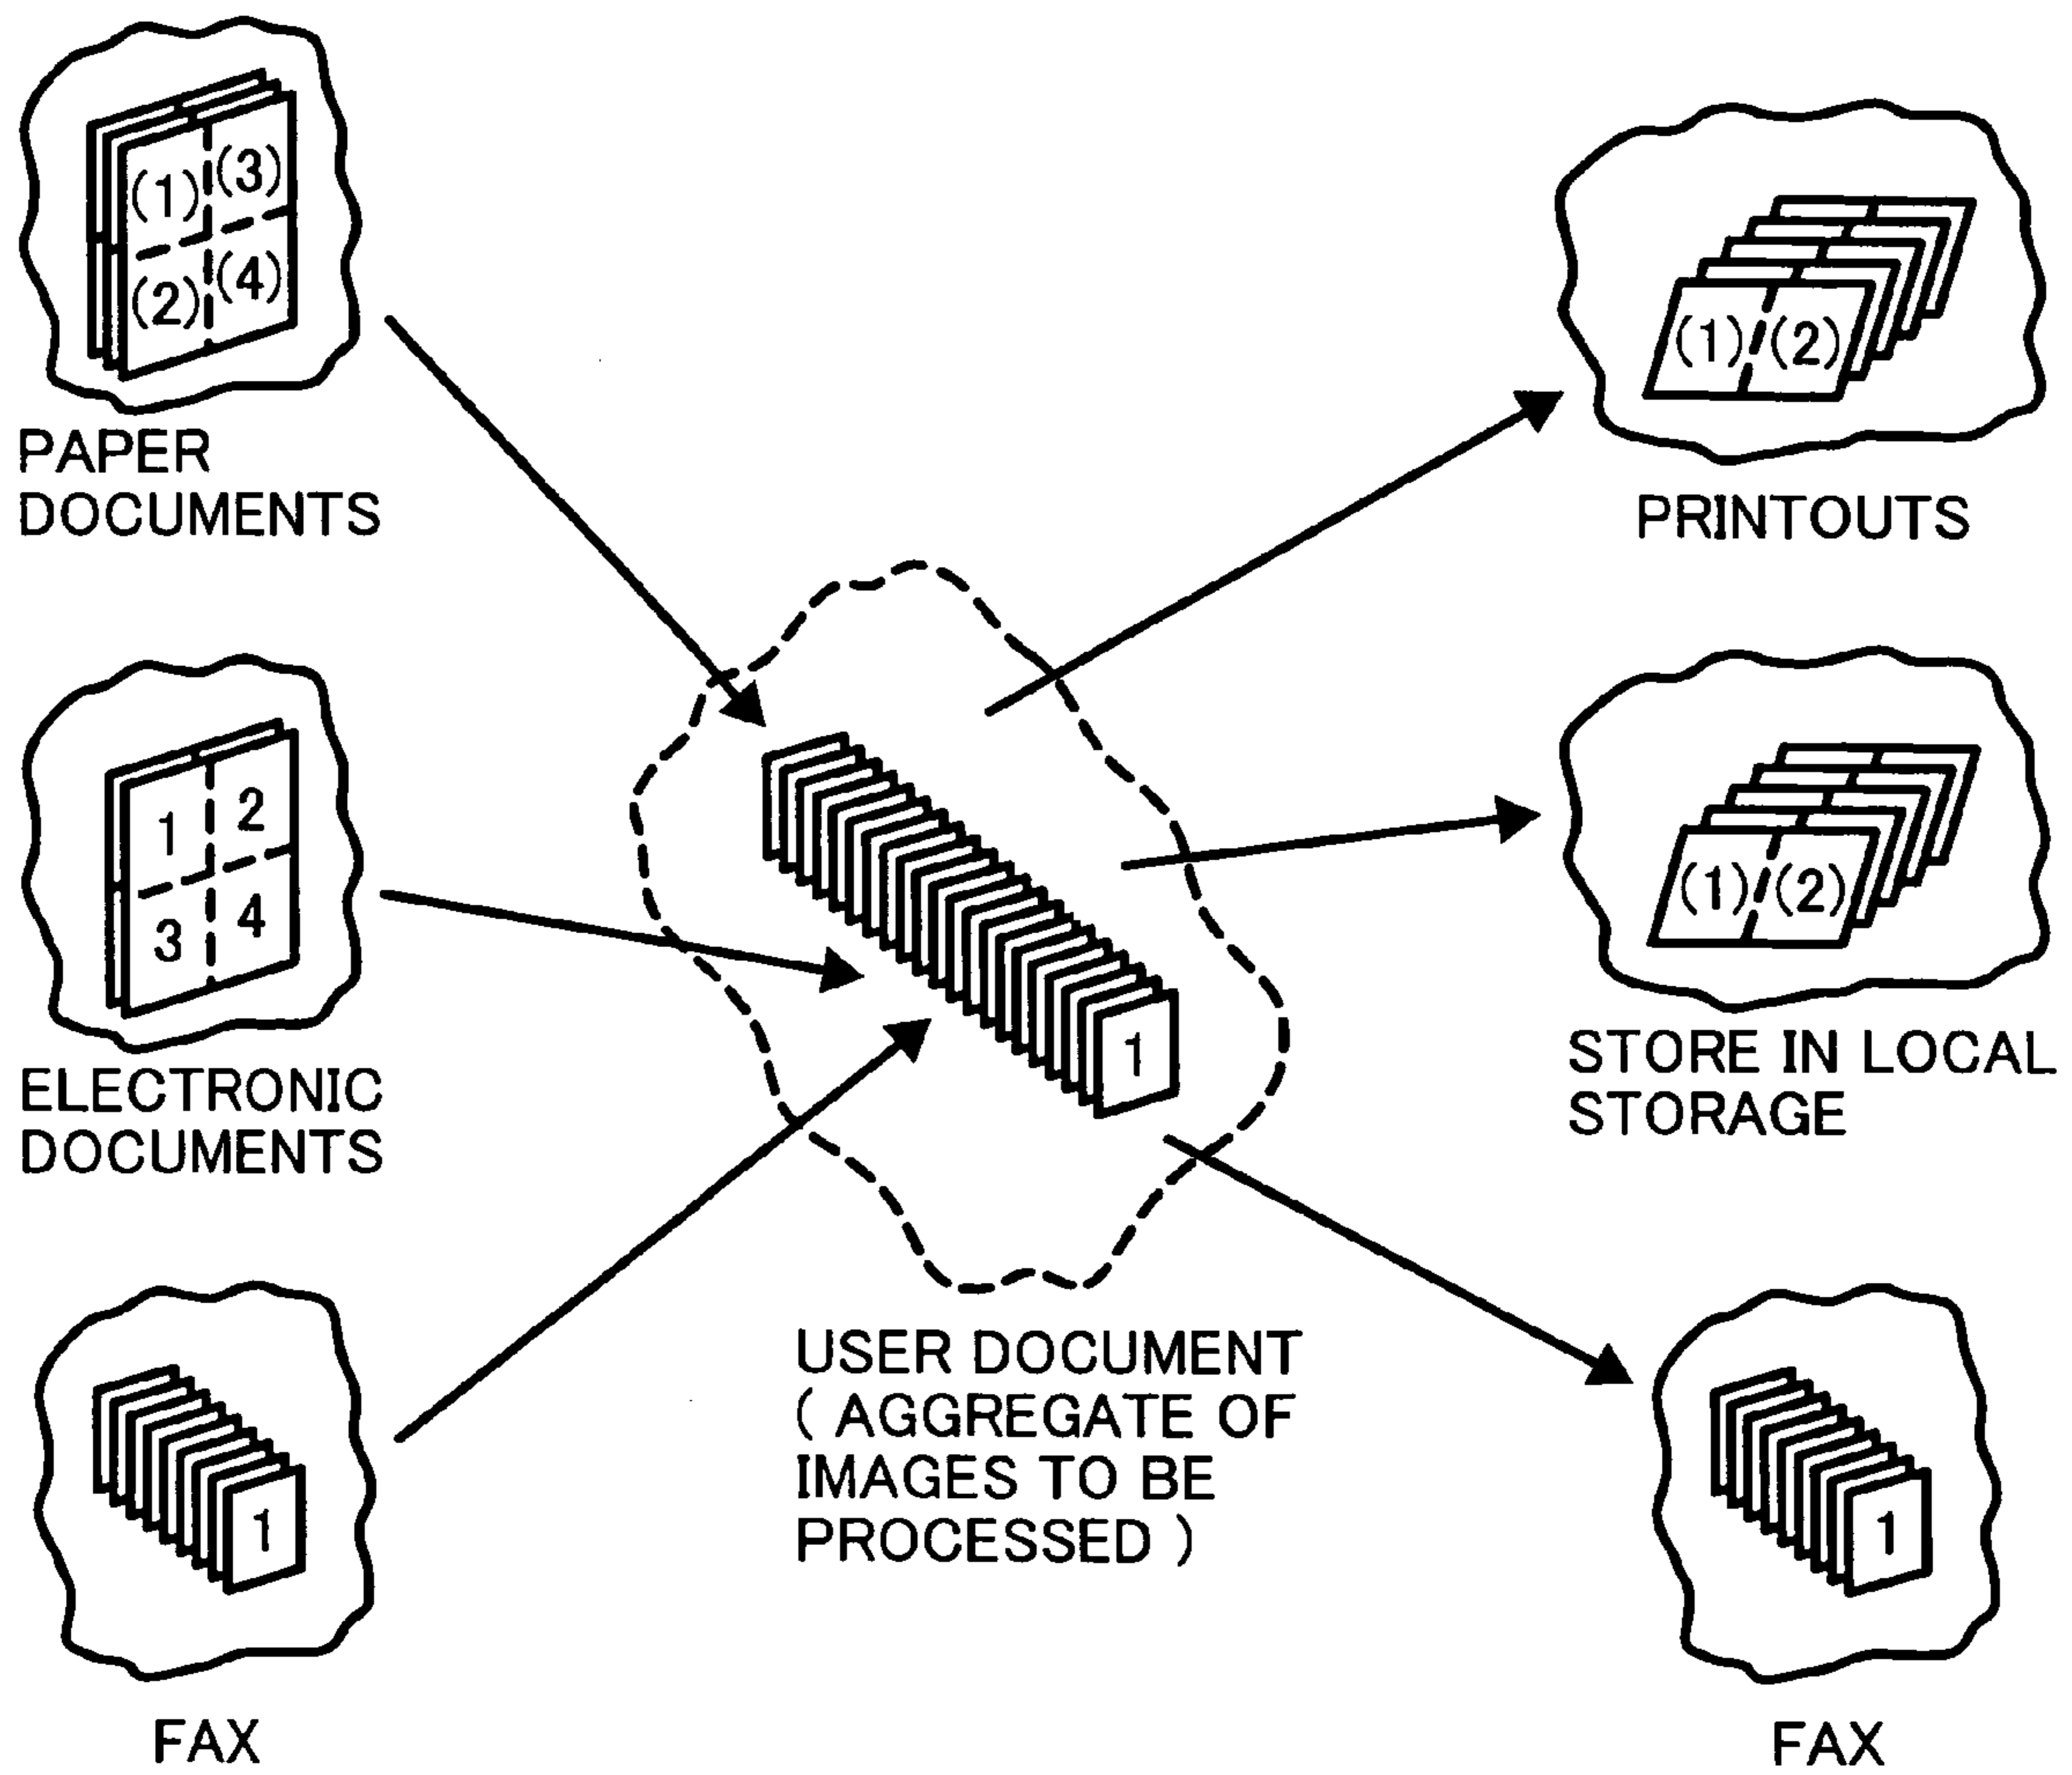 (1) (3)
(2) (4)
PAPER
DOCUMENTS
1 2
3 4
ELECTRONIC
DOCUMENTS
1
FAX
1
USER DOCUMENT
( AGGREGATE OF
IMAGES TO BE
PROCESSED )
(1) (2)
PRINTOUTS
(1) (2)
STORE IN LOCAL
STORAGE
1
FAX